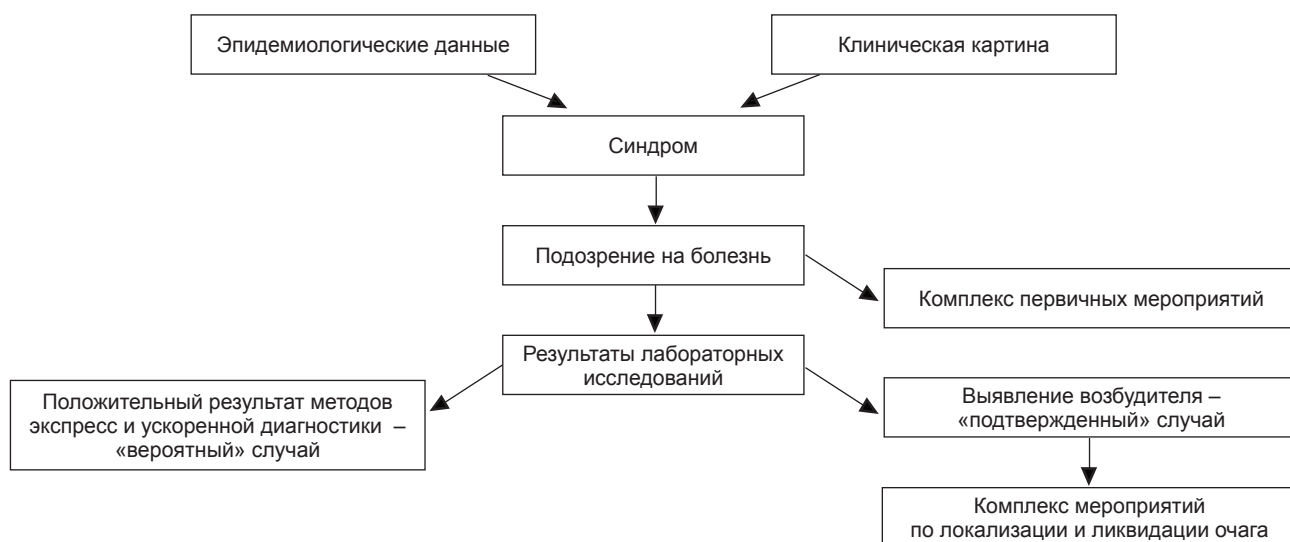 Эпидемиологические данные
Клиническая картина
Синдром
Подозрение на болезнь
Комплекс первичных мероприятий
Результаты лабораторных
исследований
Положительный результат методов
экспресс и ускоренной диагностики –
«вероятный» случай
Выявление возбудителя –
«подтвержденный» случай
Комплекс мероприятий
по локализации и ликвидации очага